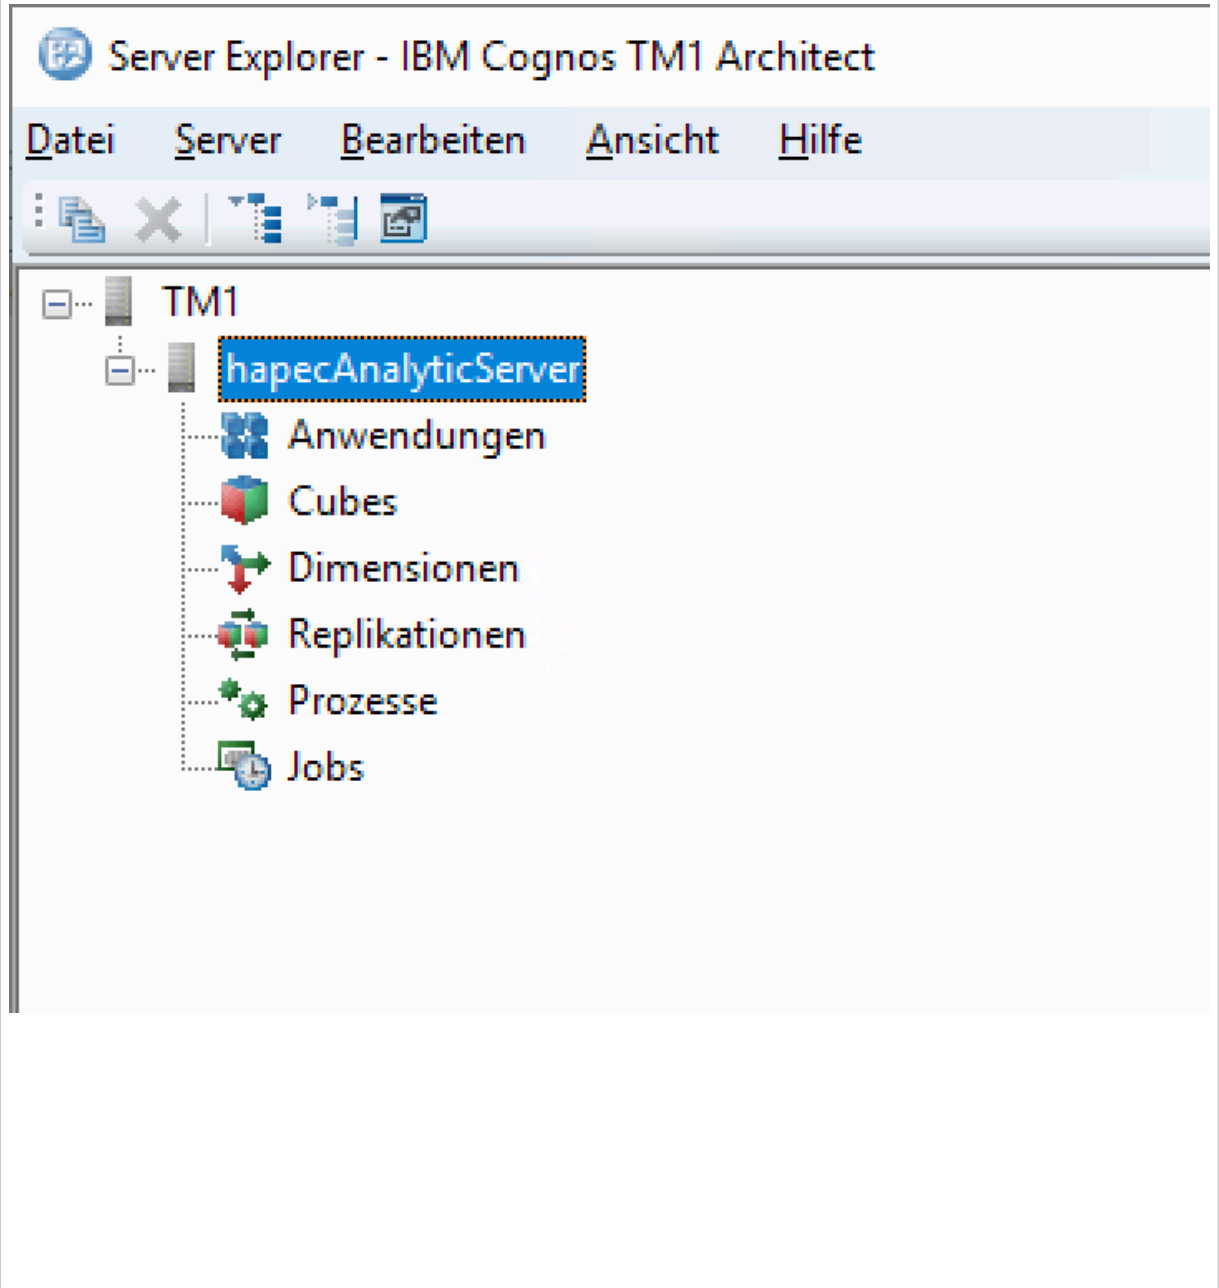 Server Explorer - IBM Cognos TM1 Architect
Datei Server Bearbeiten Ansicht Hilfe
TM1
hapecAnalyticServer
Anwendungen
Cubes
Dimensionen
Replikationen
Prozesse
Jobs